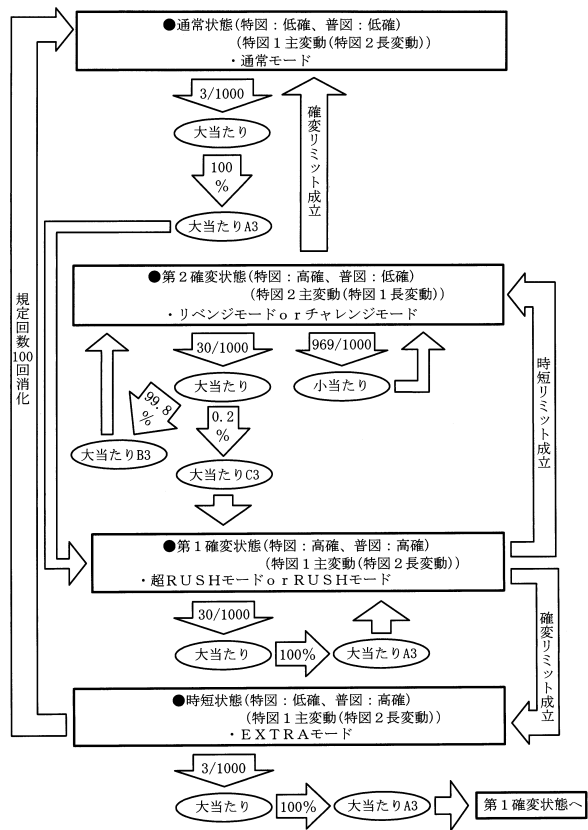 ●通常状態(特図：低確、普図：低確)
(特図１主変動(特図２長変動))
・通常モード
3/1000
大当たり
100
％
大当たりA3
確変リミット成立
●第２確変状態(特図：高確、普図：低確)
(特図２主変動(特図１長変動))
・リベンジモードｏｒチャレンジモード
30/1000
969/1000
大当たり
小当たり
99.8
％
0.2
％
大当たりB3
大当たりC3
規定回数100回消化
時短リミット成立
●第１確変状態(特図：高確、普図：高確)
(特図１主変動(特図２長変動))
・超ＲＵＳＨモードｏｒＲＵＳＨモード
30/1000
大当たり
100%
大当たりA3
確変リミット成立
●時短状態(特図：低確、普図：高確)
(特図１主変動(特図２長変動))
・ＥＸＴＲＡモード
3/1000
大当たり
100%
大当たりA3
第１確変状態へ